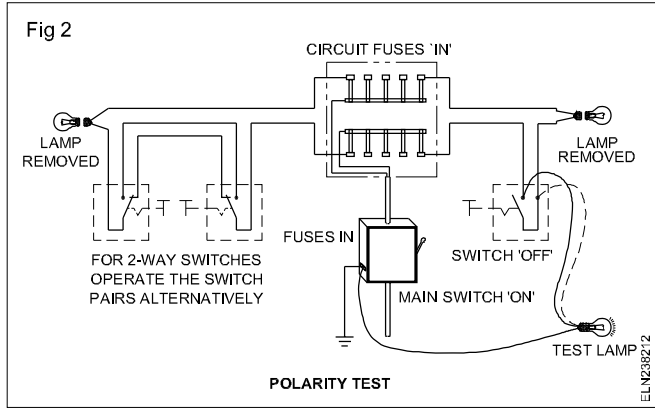 Fig 2
CIRCUIT FUSES `IN'
LAMP
REMOVED
LAMP
REMOVED
FOR 2-WAY SWITCHES
OPERATE THE SWITCH
PAIRS ALTERNATIVELY
FUSES IN
SWITCH 'OFF'
MAIN SWITCH 'ON'
TEST LAMP
POLARITY TEST
ELN238212